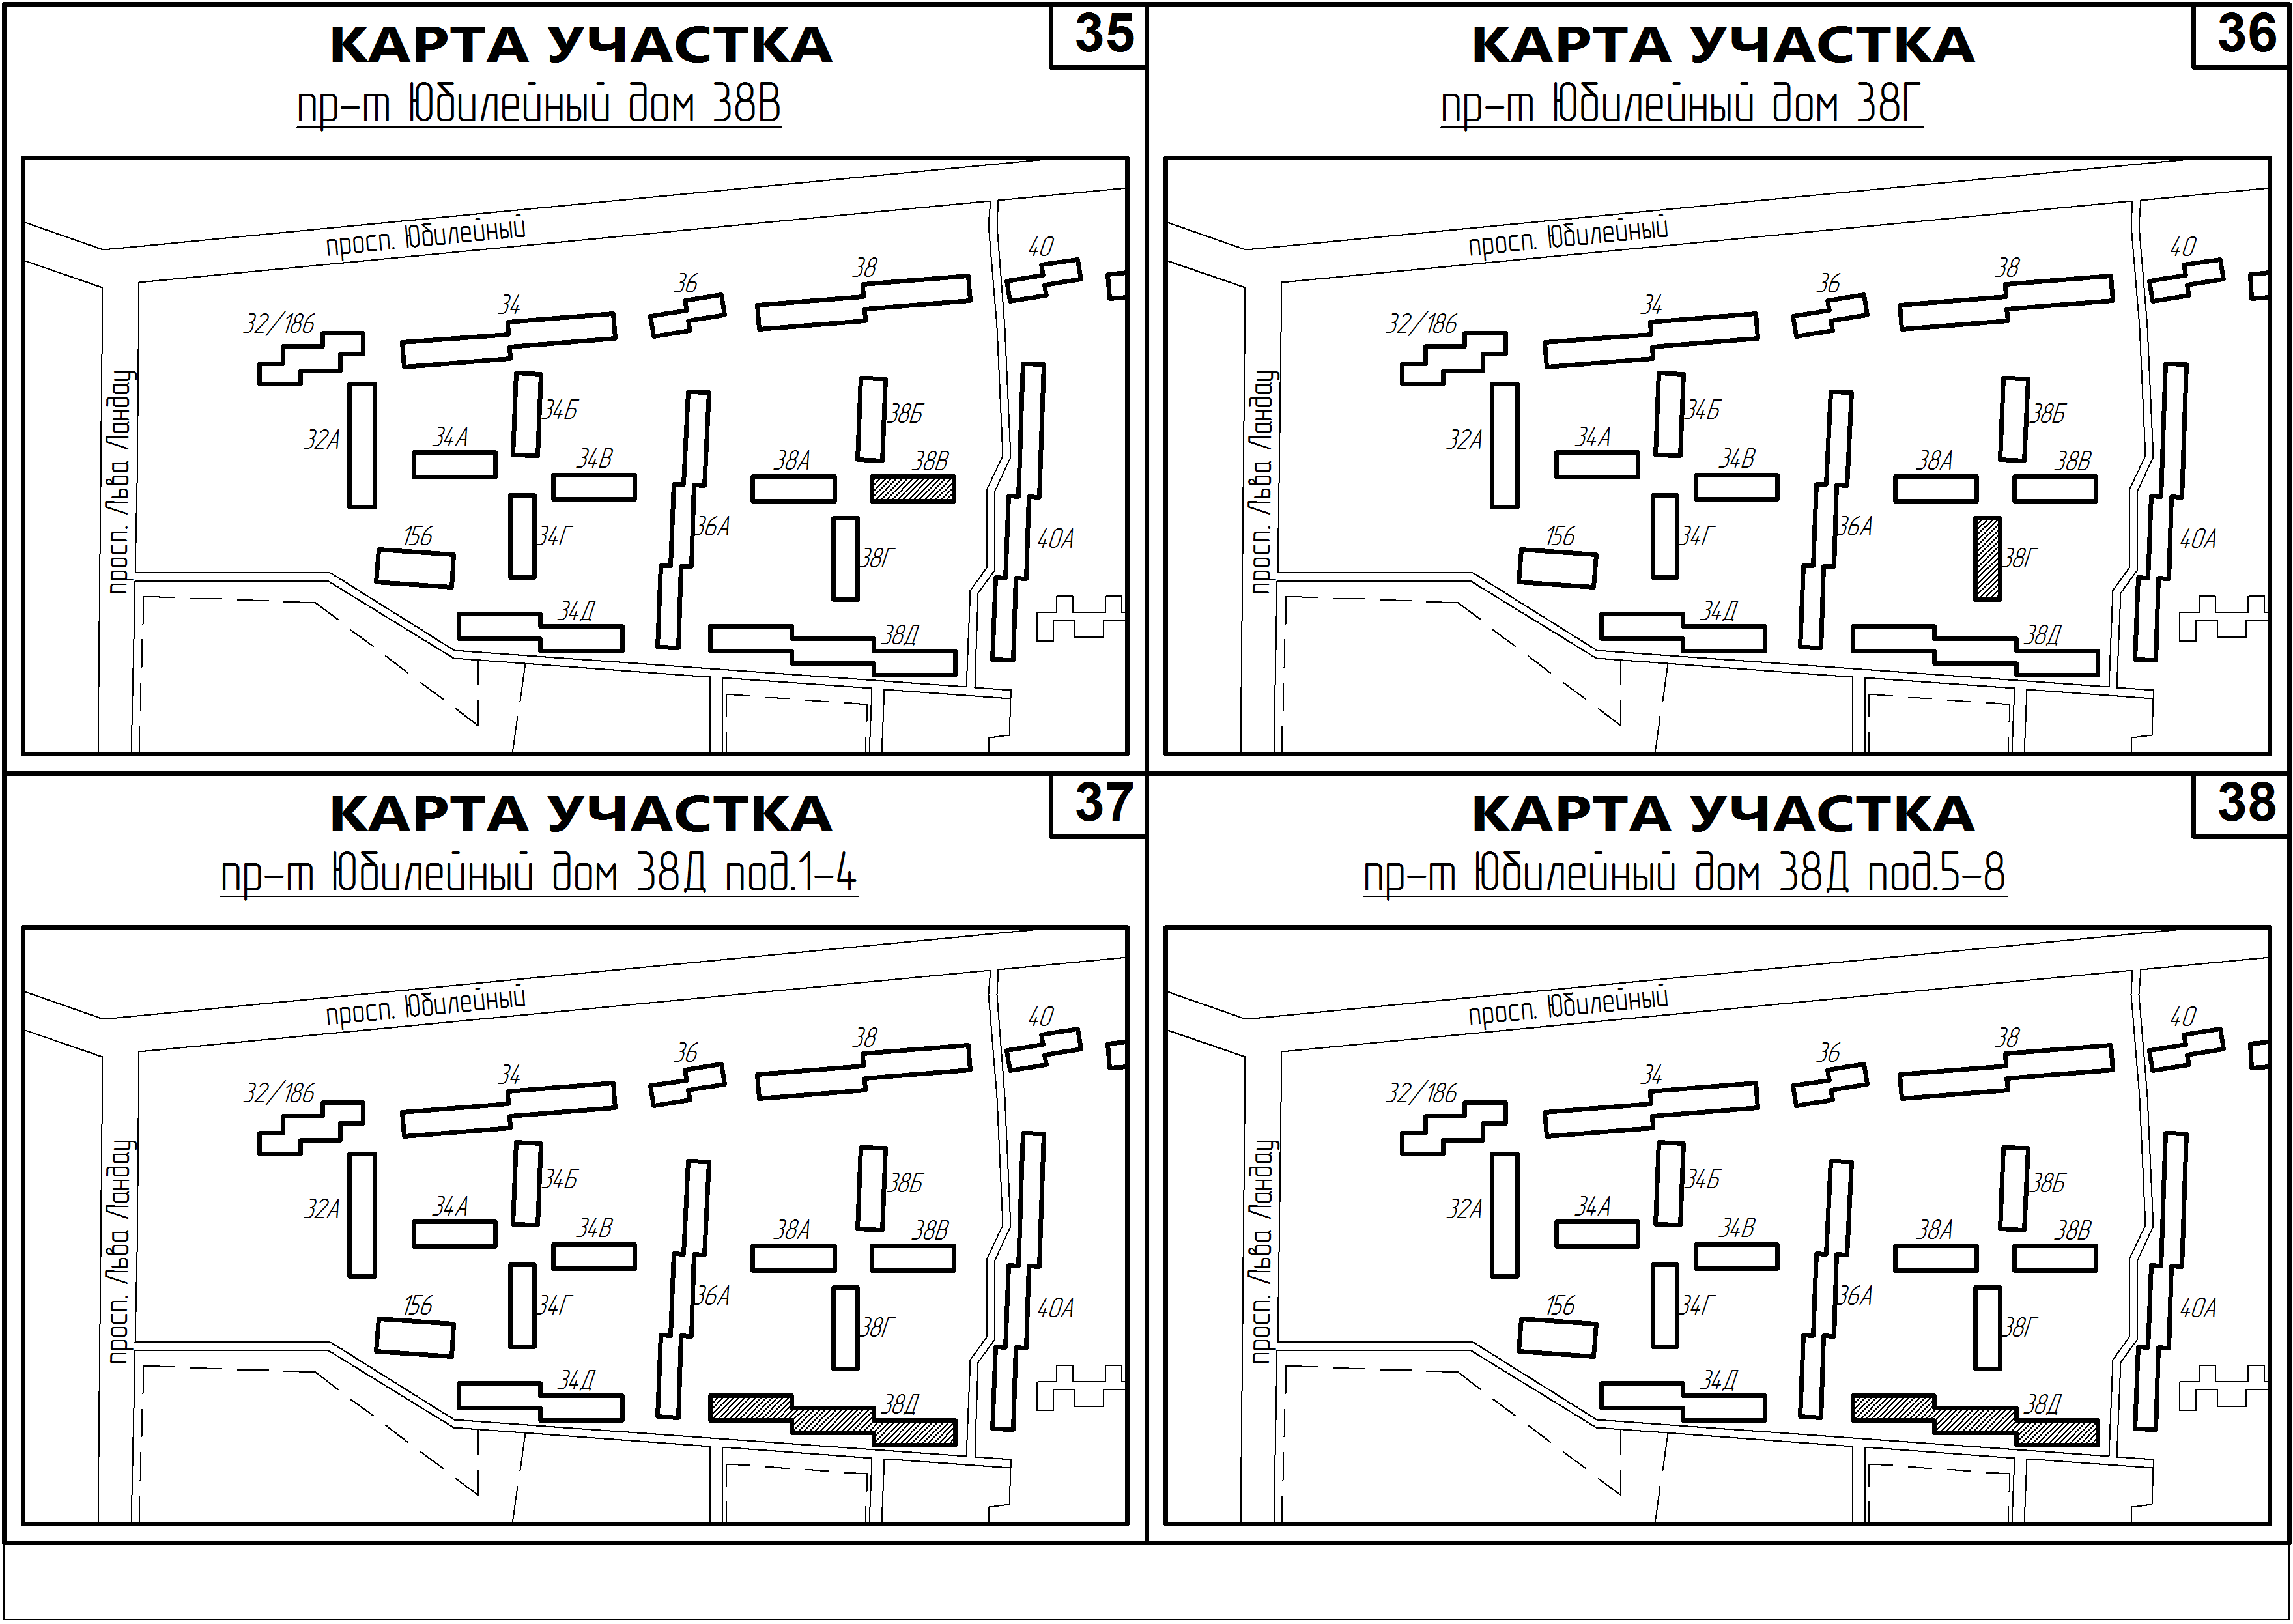 КАРТА УЧАСТКА
35
пр-т Юбилейный дом 38В
просп. Юбилейный
40
38
36
34
32/186
просп. Льва Ландау
34Б
38Б
32А
34А
34В
38А
38В
156
34Г
36А
38Г
40А
34Д
38Д
КАРТА УЧАСТКА
36
пр-т Юбилейный дом 38Г
просп. Юбилейный
40
38
36
34
32/186
просп. Льва Ландау
34Б
38Б
32А
34А
34В
38А
38В
156
34Г
36А
38Г
40А
34Д
38Д
КАРТА УЧАСТКА
37
пр-т Юбилейный дом 38Д под.1-4
просп. Юбилейный
40
38
36
34
32/186
просп. Льва Ландау
34Б
38Б
32А
34А
34В
38А
38В
156
34Г
36А
38Г
40А
34Д
38Д
КАРТА УЧАСТКА
38
пр-т Юбилейный дом 38Д под.5-8
просп. Юбилейный
40
38
36
34
32/186
просп. Льва Ландау
34Б
38Б
32А
34А
34В
38А
38В
156
34Г
36А
38Г
40А
34Д
38Д